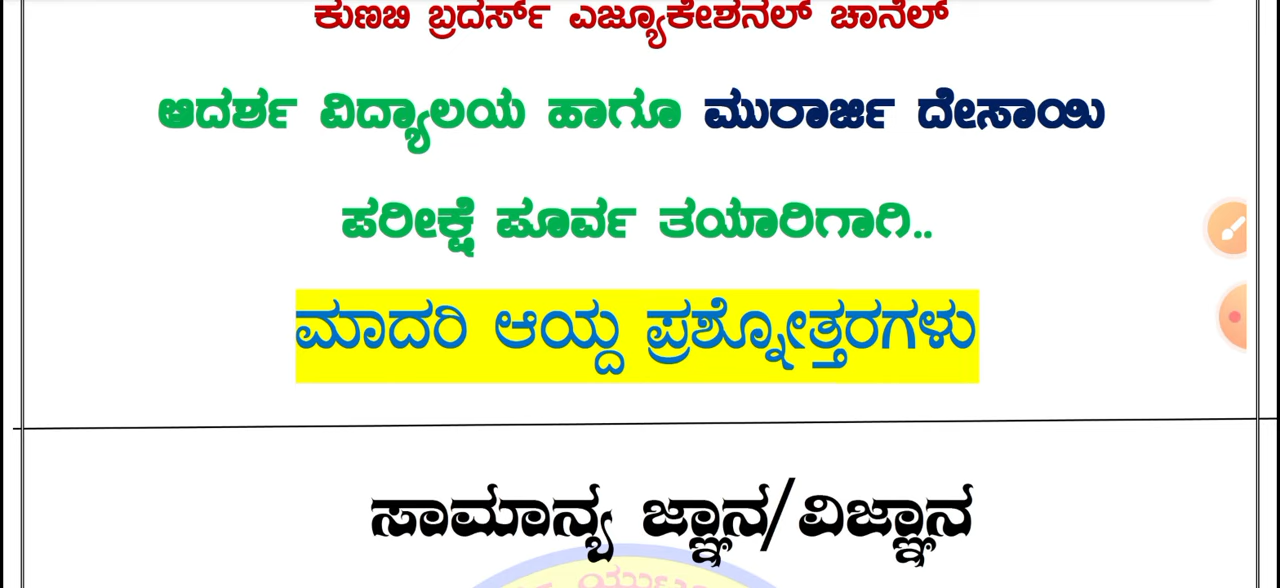 ಕುಣಬಿ ಬ್ರದರ್ಸ್ ಎಜ್ಯೂಕೇಶನಲ್ ಚಾನೆಲ್
ಆದರ್ಶ ವಿದ್ಯಾಲಯ ಹಾಗೂ ಮುರಾರ್ಜಿ ದೇಸಾಯಿ
ಪರೀಕ್ಷೆ ಪೂರ್ವ ತಯಾರಿಗಾಗಿ..
ಮಾದರಿ ಆಯ್ದ ಪ್ರಶ್ನೋತ್ತರಗಳು
ಸಾಮಾನ್ಯ ಜ್ಞಾನ/ವಿಜ್ಞಾನ